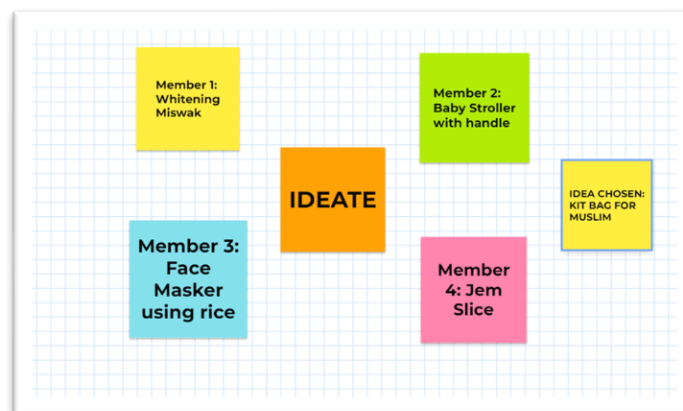 Member 1:
Whitening
Miswak
Member 2:
Baby Stroller
with handle
IDEATE
IDEA CHOSEN:
KIT BAG FOR
MUSLIM
Member 3:
Face
Masker
using rice
Member
4: Jem
Slice